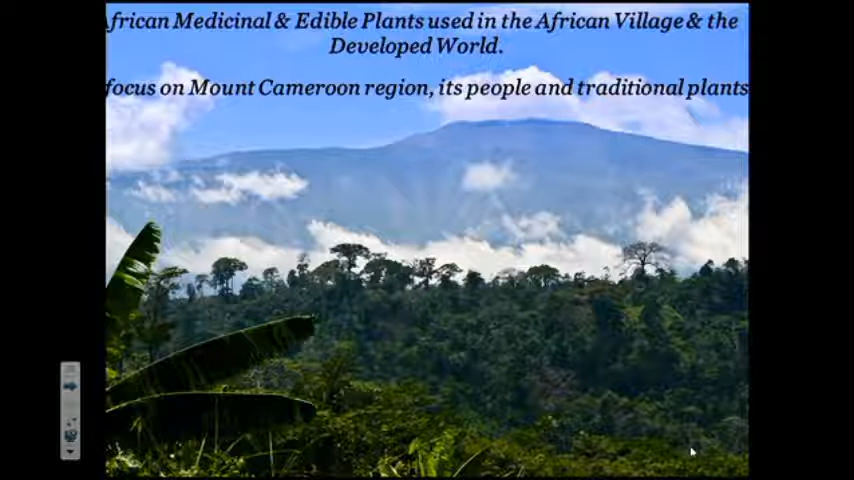 frican Medicinal & Edible Plants used in the African Village & the
Developed World.
focus on Mount Cameroon region, its people and traditional plants